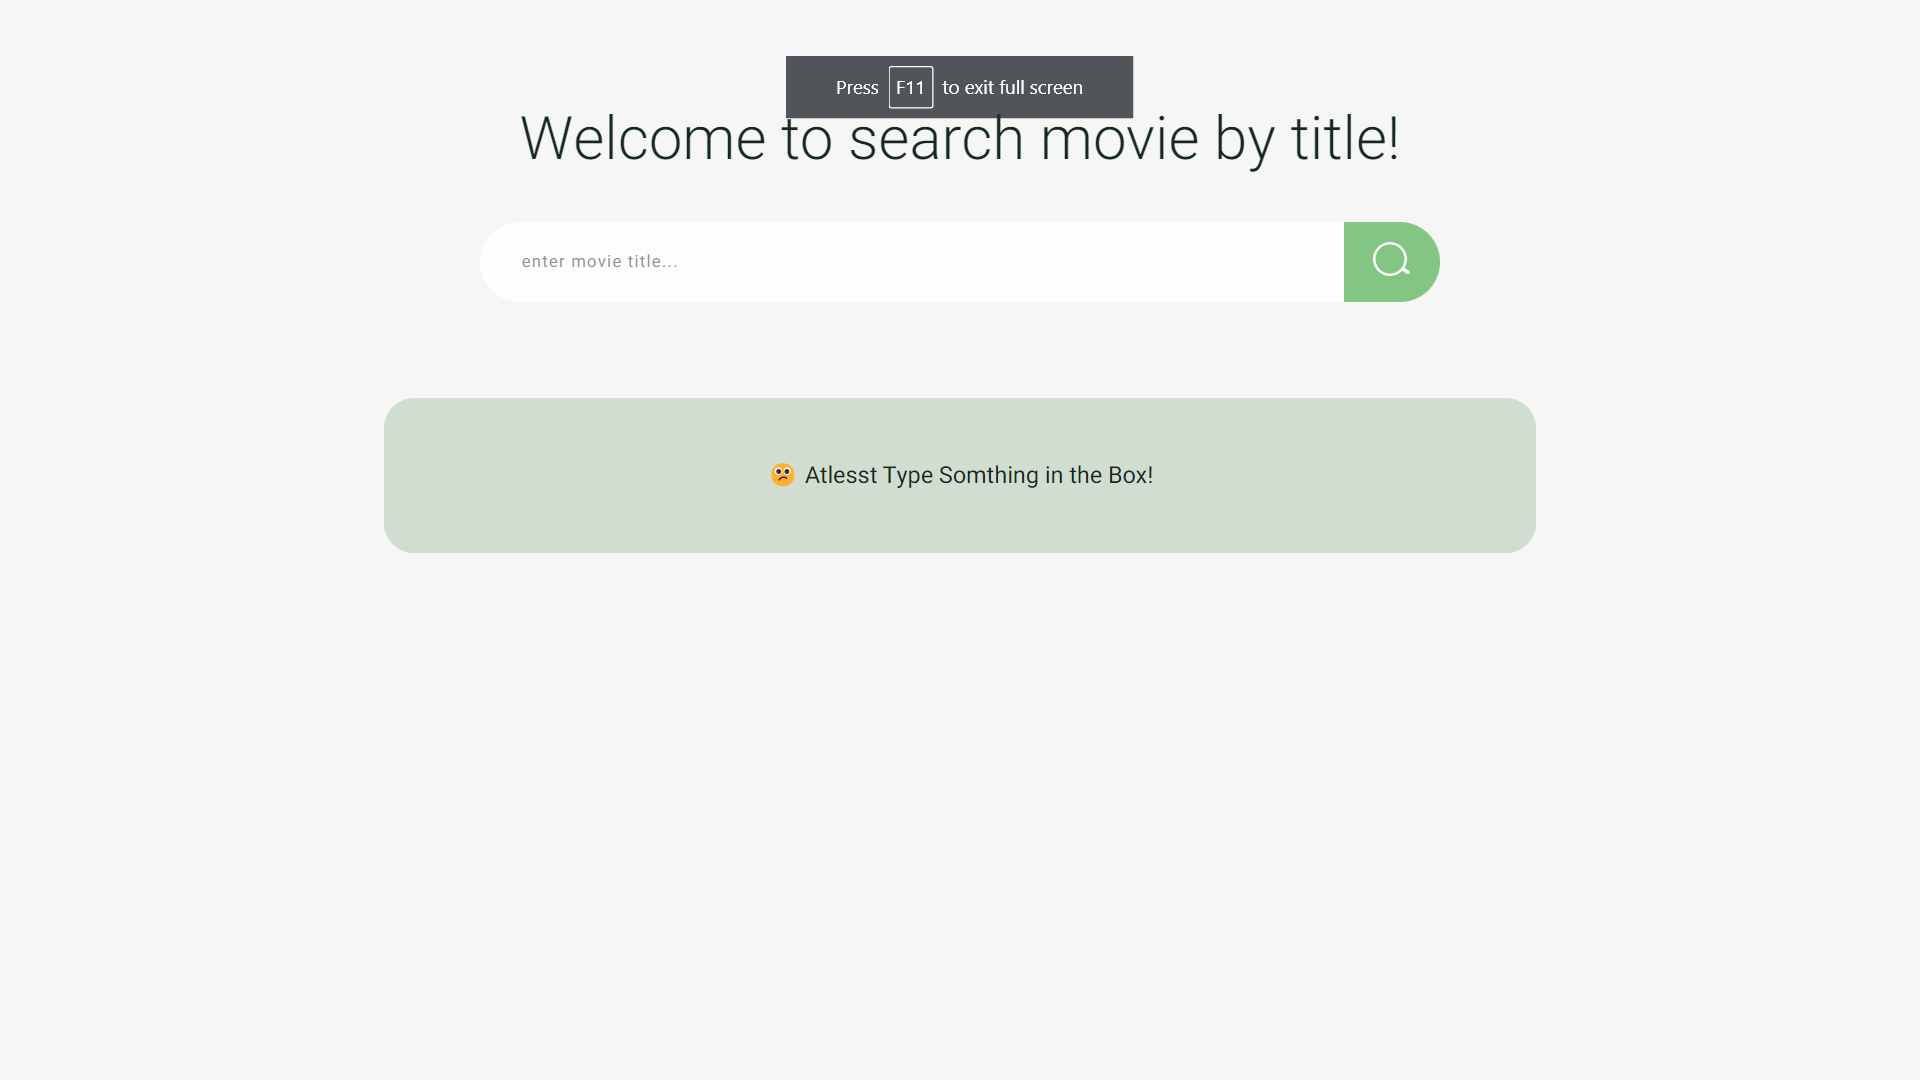 Press F11 to exit full screen
Welcome to search movie by title!
enter movie title...
Atlesst Type Somthing in the Box!